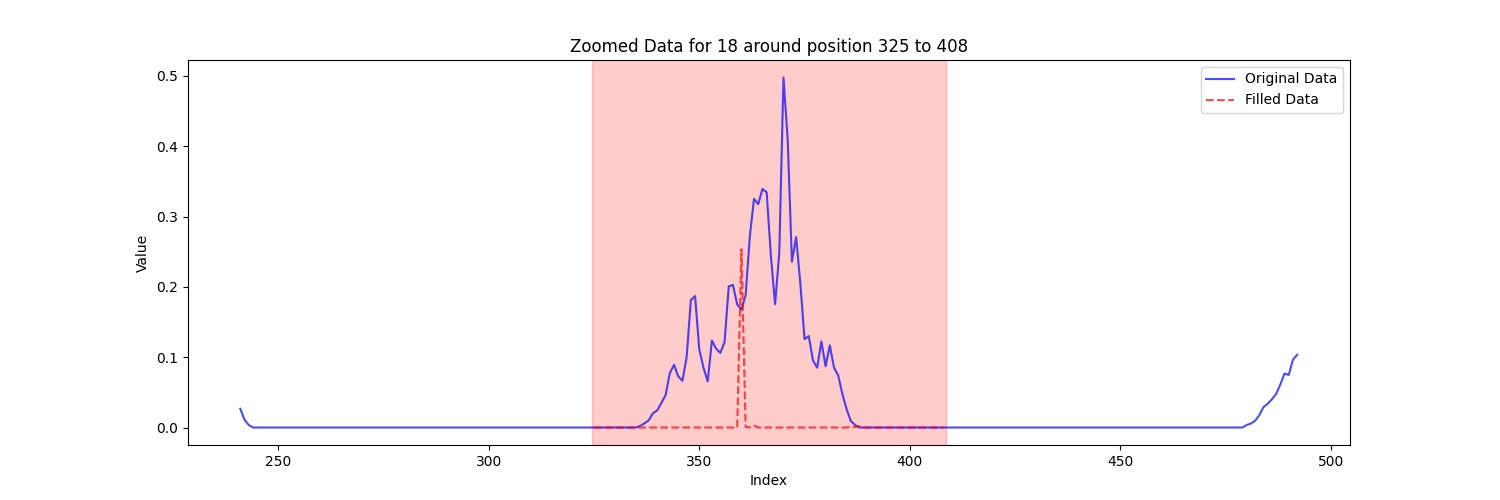 Zoomed Data for 18 around position 325 to 408
Original Data
Filled Data
0.5
0.4
0.3
0.2
0.1
0.0
Value
250
300
350
400
450
500
Index